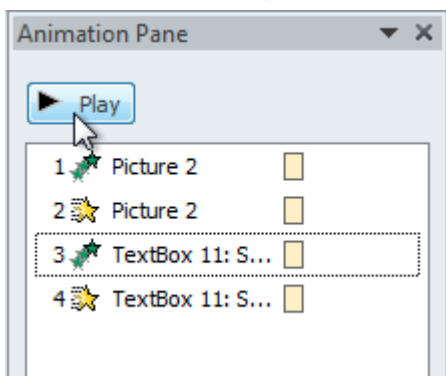 Animation Pane
Play
1 Picture 2
2 Picture 2
3 TextBox 11: S...
4 TextBox 11: S...